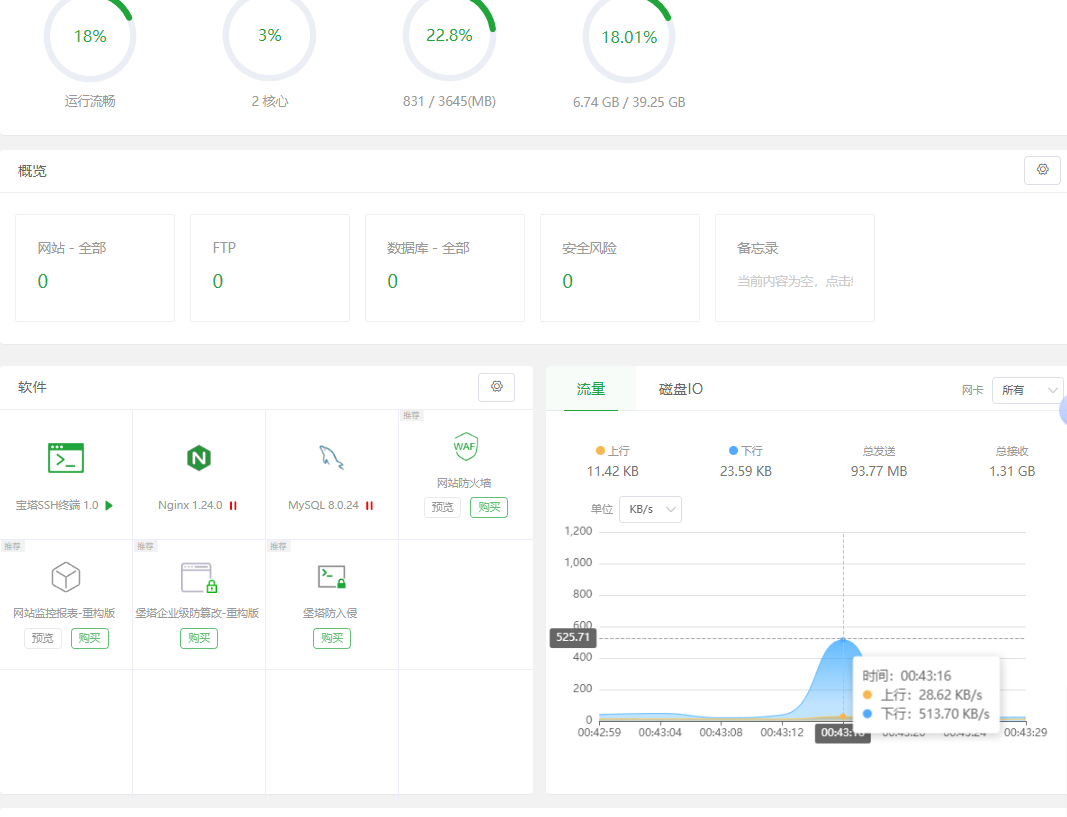 18%
3%
22.8%
18.01%
运行流畅
2 核心
831 / 3645(MB)
6.74 GB / 39.25 GB
概览
网站 - 全部
FTP
数据库 - 全部
安全风险
备忘录
0
0
0
0
当前内容为空，点击
软件
流量
磁盘IO
网卡
所有
推荐
WAF
上行
下行
总发送
总接收
11.42 KB
23.59 KB
93.77 MB
1.31 GB
网站防火墙
宝塔SSH终端 1.0
Nginx 1.24.0
MySQL 8.0.24
预览
购买
单位
KB/s
推荐
推荐
推荐
网站监控报表-重构版
堡塔企业级防篡改-重构版
堡塔防入侵
预览
购买
购买
购买
1,200
1,000
800
600
525.71
400
200
0
时间：00:43:16
上行：28.62 KB/s
下行：513.70 KB/s
00:42:59
00:43:04
00:43:08
00:43:12
00:43:16
00:43:20
00:43:24
00:43:29